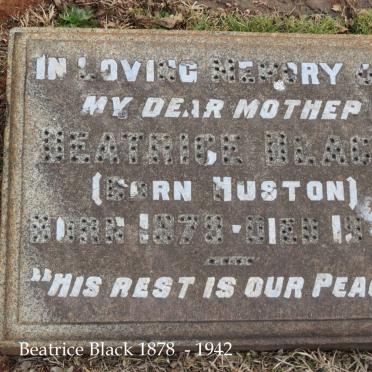 IN LOVING MEMORY O
MY DEAR MOTHER
BEATRICE BLAC
(BORN HUSTON)
BORN 1878 - DIED 19
"HIS REST IS OUR PEAC
Beatrice Black 1878 - 1942